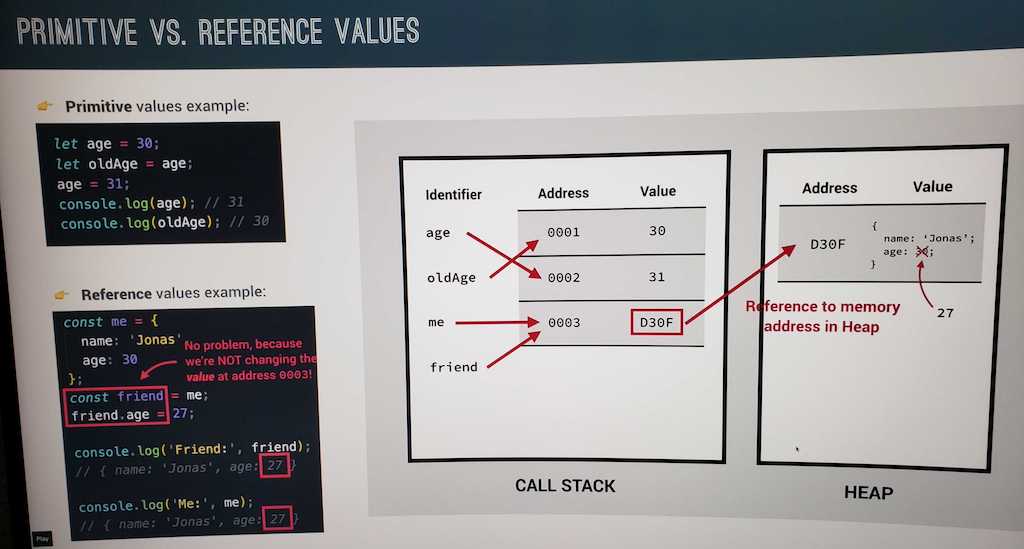 PRIMITIVE VS. REFERENCE VALUES
👉 Primitive values example:
let age = 30;
let oldAge = age;
age = 31;
console.log(age); // 31
console.log(oldAge); // 30
👉 Reference values example:
const me = {
name: 'Jonas'
age: 30
};
const friend = me;
friend.age = 27;
No problem, because
we're NOT changing the
value at address 0003!
console.log('Friend:', friend);
// { name: 'Jonas', age: 27 }
console.log('Me:', me);
// { name: 'Jonas', age: 27 }
Play
Identifier Address Value
age 0001 30
oldAge 0002 31
me 0003 D30F
friend
CALL STACK
Address Value
D30F
{
name: 'Jonas';
age: 30;
}
27
Reference to memory
address in Heap
HEAP